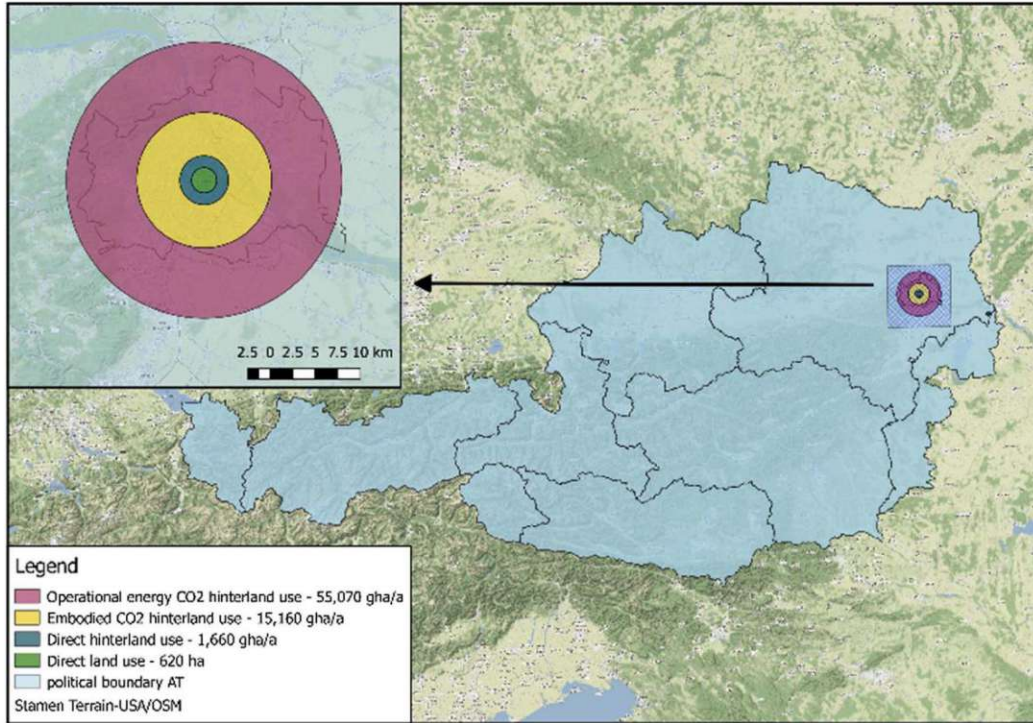 2.5 0 2.5 5 7.5 10 km
Legend
Operational energy CO2 hinterland use - 55,070 gha/a
Embodied CO2 hinterland use - 15,160 gha/a
Direct hinterland use - 1,660 gha/a
Direct land use - 620 ha
political boundary AT
Stamen Terrain-USA/OSM